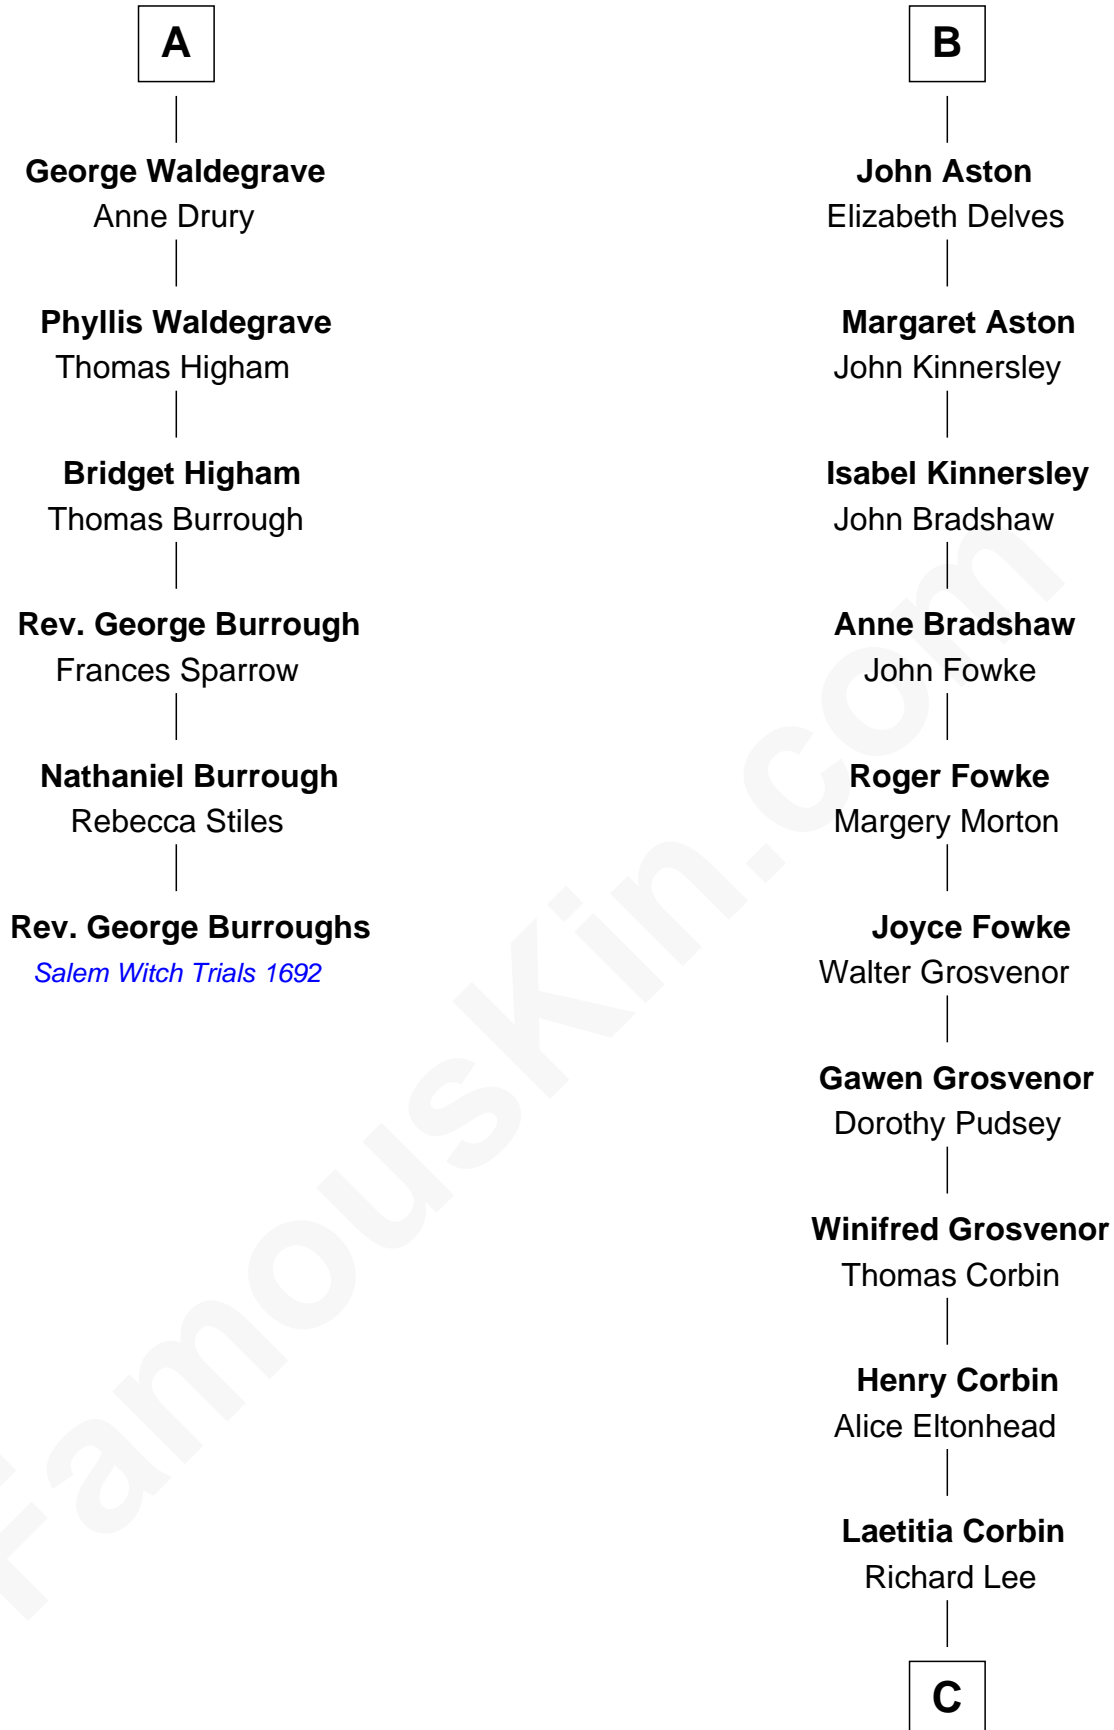 A
George Waldegrave
Anne Drury
Phyllis Waldegrave
Thomas Higham
Bridget Higham
Thomas Burrough
Rev. George Burrough
Frances Sparrow
Nathaniel Burrough
Rebecca Stiles
Rev. George Burroughs
Salem Witch Trials 1692
B
John Aston
Elizabeth Delves
Margaret Aston
John Kinnersley
Isabel Kinnersley
John Bradshaw
Anne Bradshaw
John Fowke
Roger Fowke
Margery Morton
Joyce Fowke
Walter Grosvenor
Gawen Grosvenor
Dorothy Pudsey
Winifred Grosvenor
Thomas Corbin
Henry Corbin
Alice Eltonhead
Laetitia Corbin
Richard Lee
C
FamousKin.com